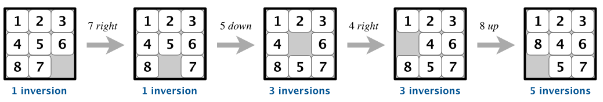 1 2 3
4 5 6
8 7
1 inversion
7 right
1 2 3
4 5 6
8 7
1 inversion
5 down
1 2 3
4 6
8 5 7
3 inversions
4 right
1 2 3
4 6
8 5 7
3 inversions
8 up
1 2 3
8 4 6
5 7
5 inversions